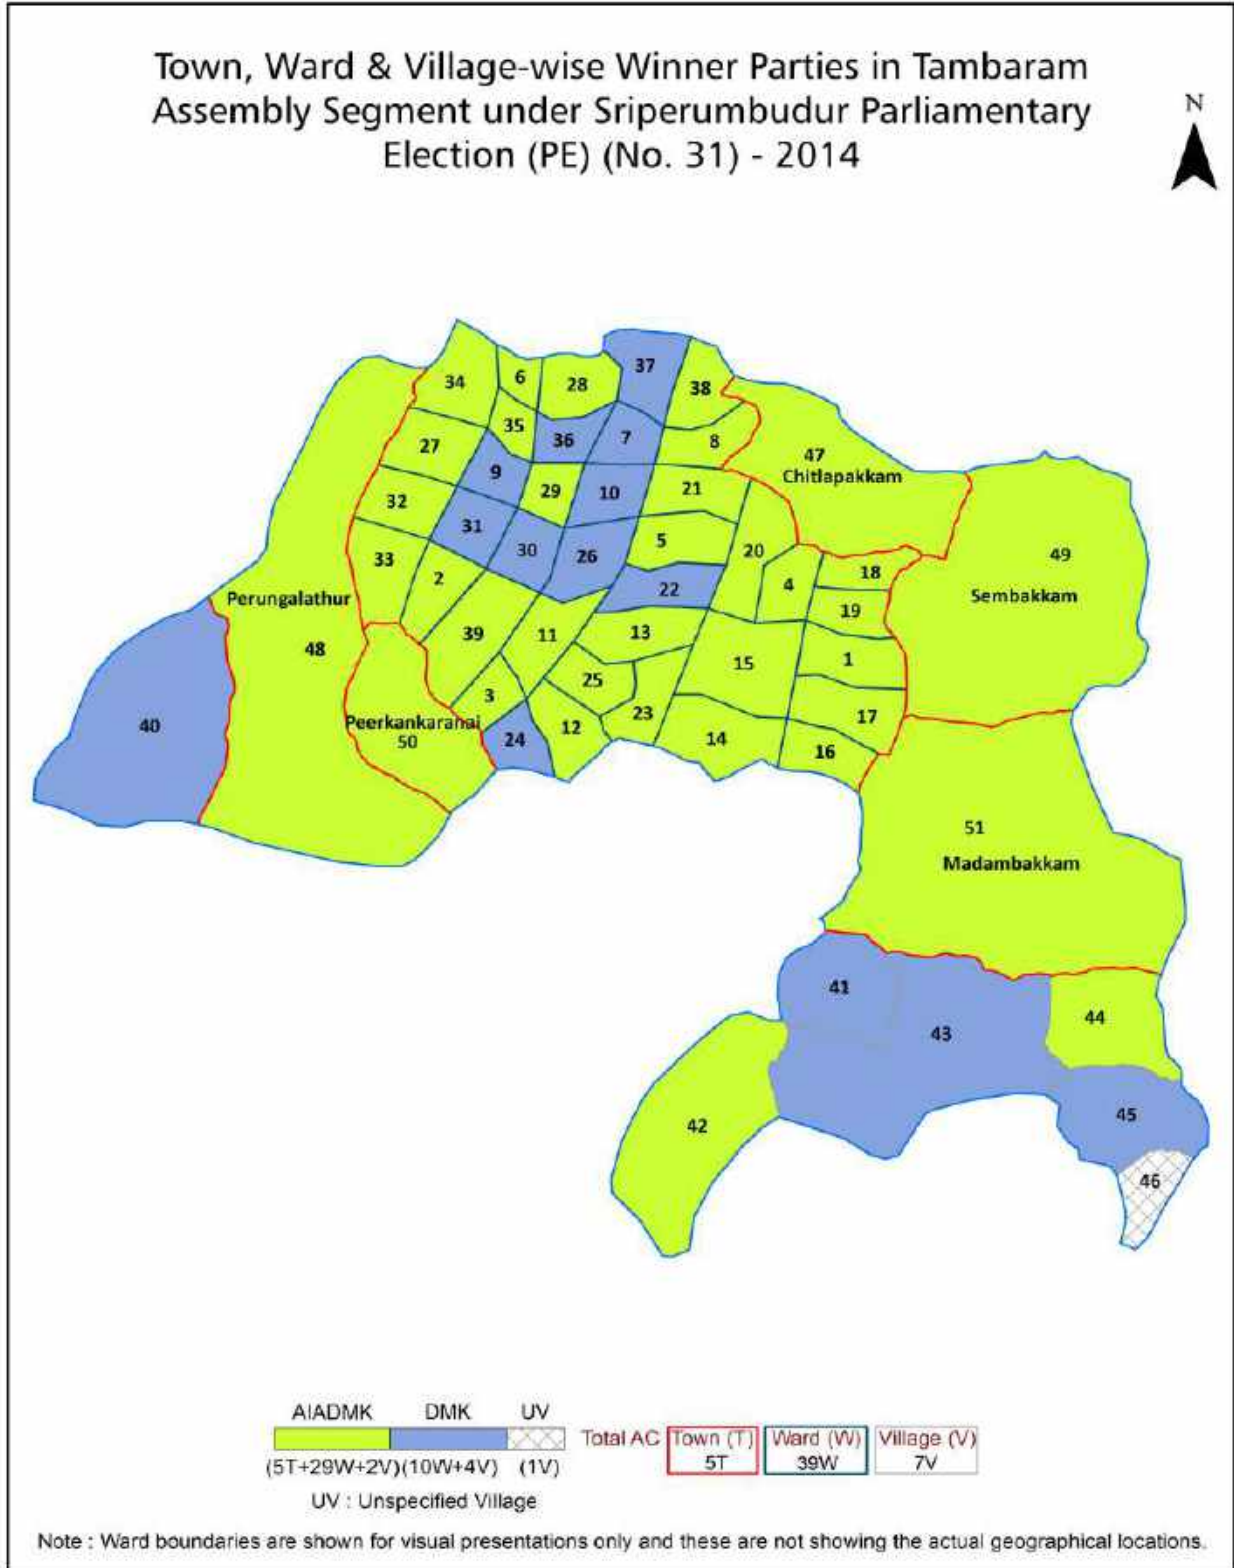 Town, Ward & Village-wise Winner Parties in Tambaram
Assembly Segment under Sriperumbudur Parliamentary
Election (PE) (No. 31) - 2014
N
37
34
6
28
38
35
36
7
8
27
47
Chitlapakkam
9
29
10
21
32
31
30
26
5
20
49
Sembakkam
33
2
22
4
18
19
Perungalathur
48
39
11
13
15
1
25
3
23
17
40
Peerkankaranai
50
24
12
14
16
51
Madambakkam
41
43
44
42
45
46
AIADMK DMK UV
(5T+29W+2V) (10W+4V) (1V)
UV : Unspecified Village
Total AC
Town (T)
5T
Ward (W)
39W
Village (V)
7V
Note : Ward boundaries are shown for visual presentations only and these are not showing the actual geographical locations.